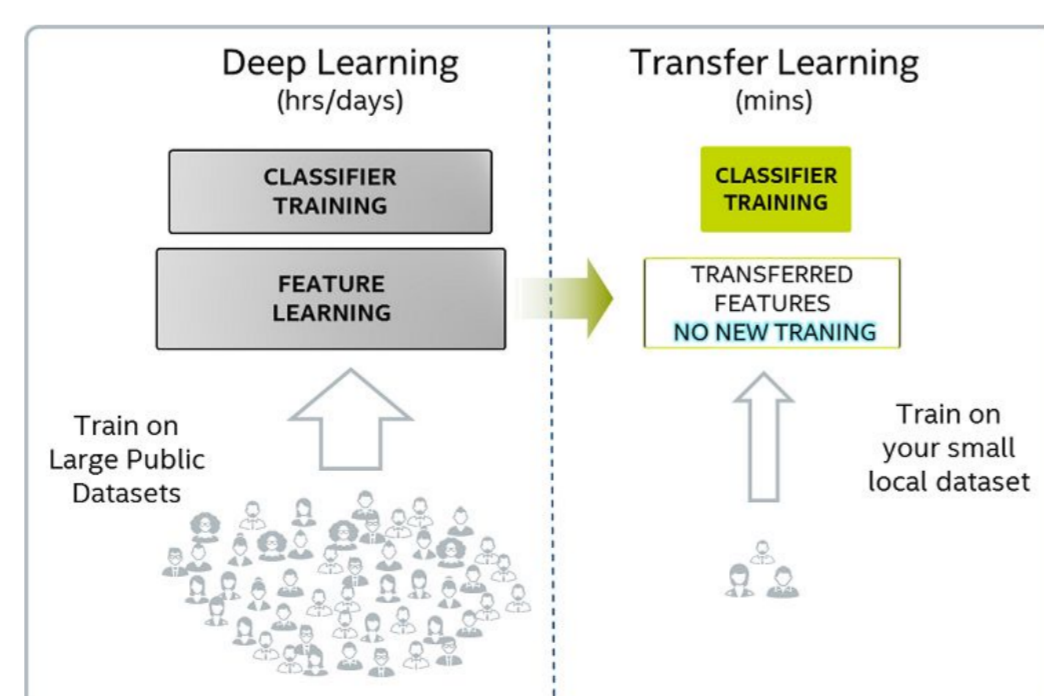 Deep Learning
(hrs/days)
CLASSIFIER
TRAINING
FEATURE
LEARNING
Train on
Large Public
Datasets
Transfer Learning
(mins)
CLASSIFIER
TRAINING
TRANSFERRED
FEATURES
NO NEW TRANING
Train on
your small
local dataset